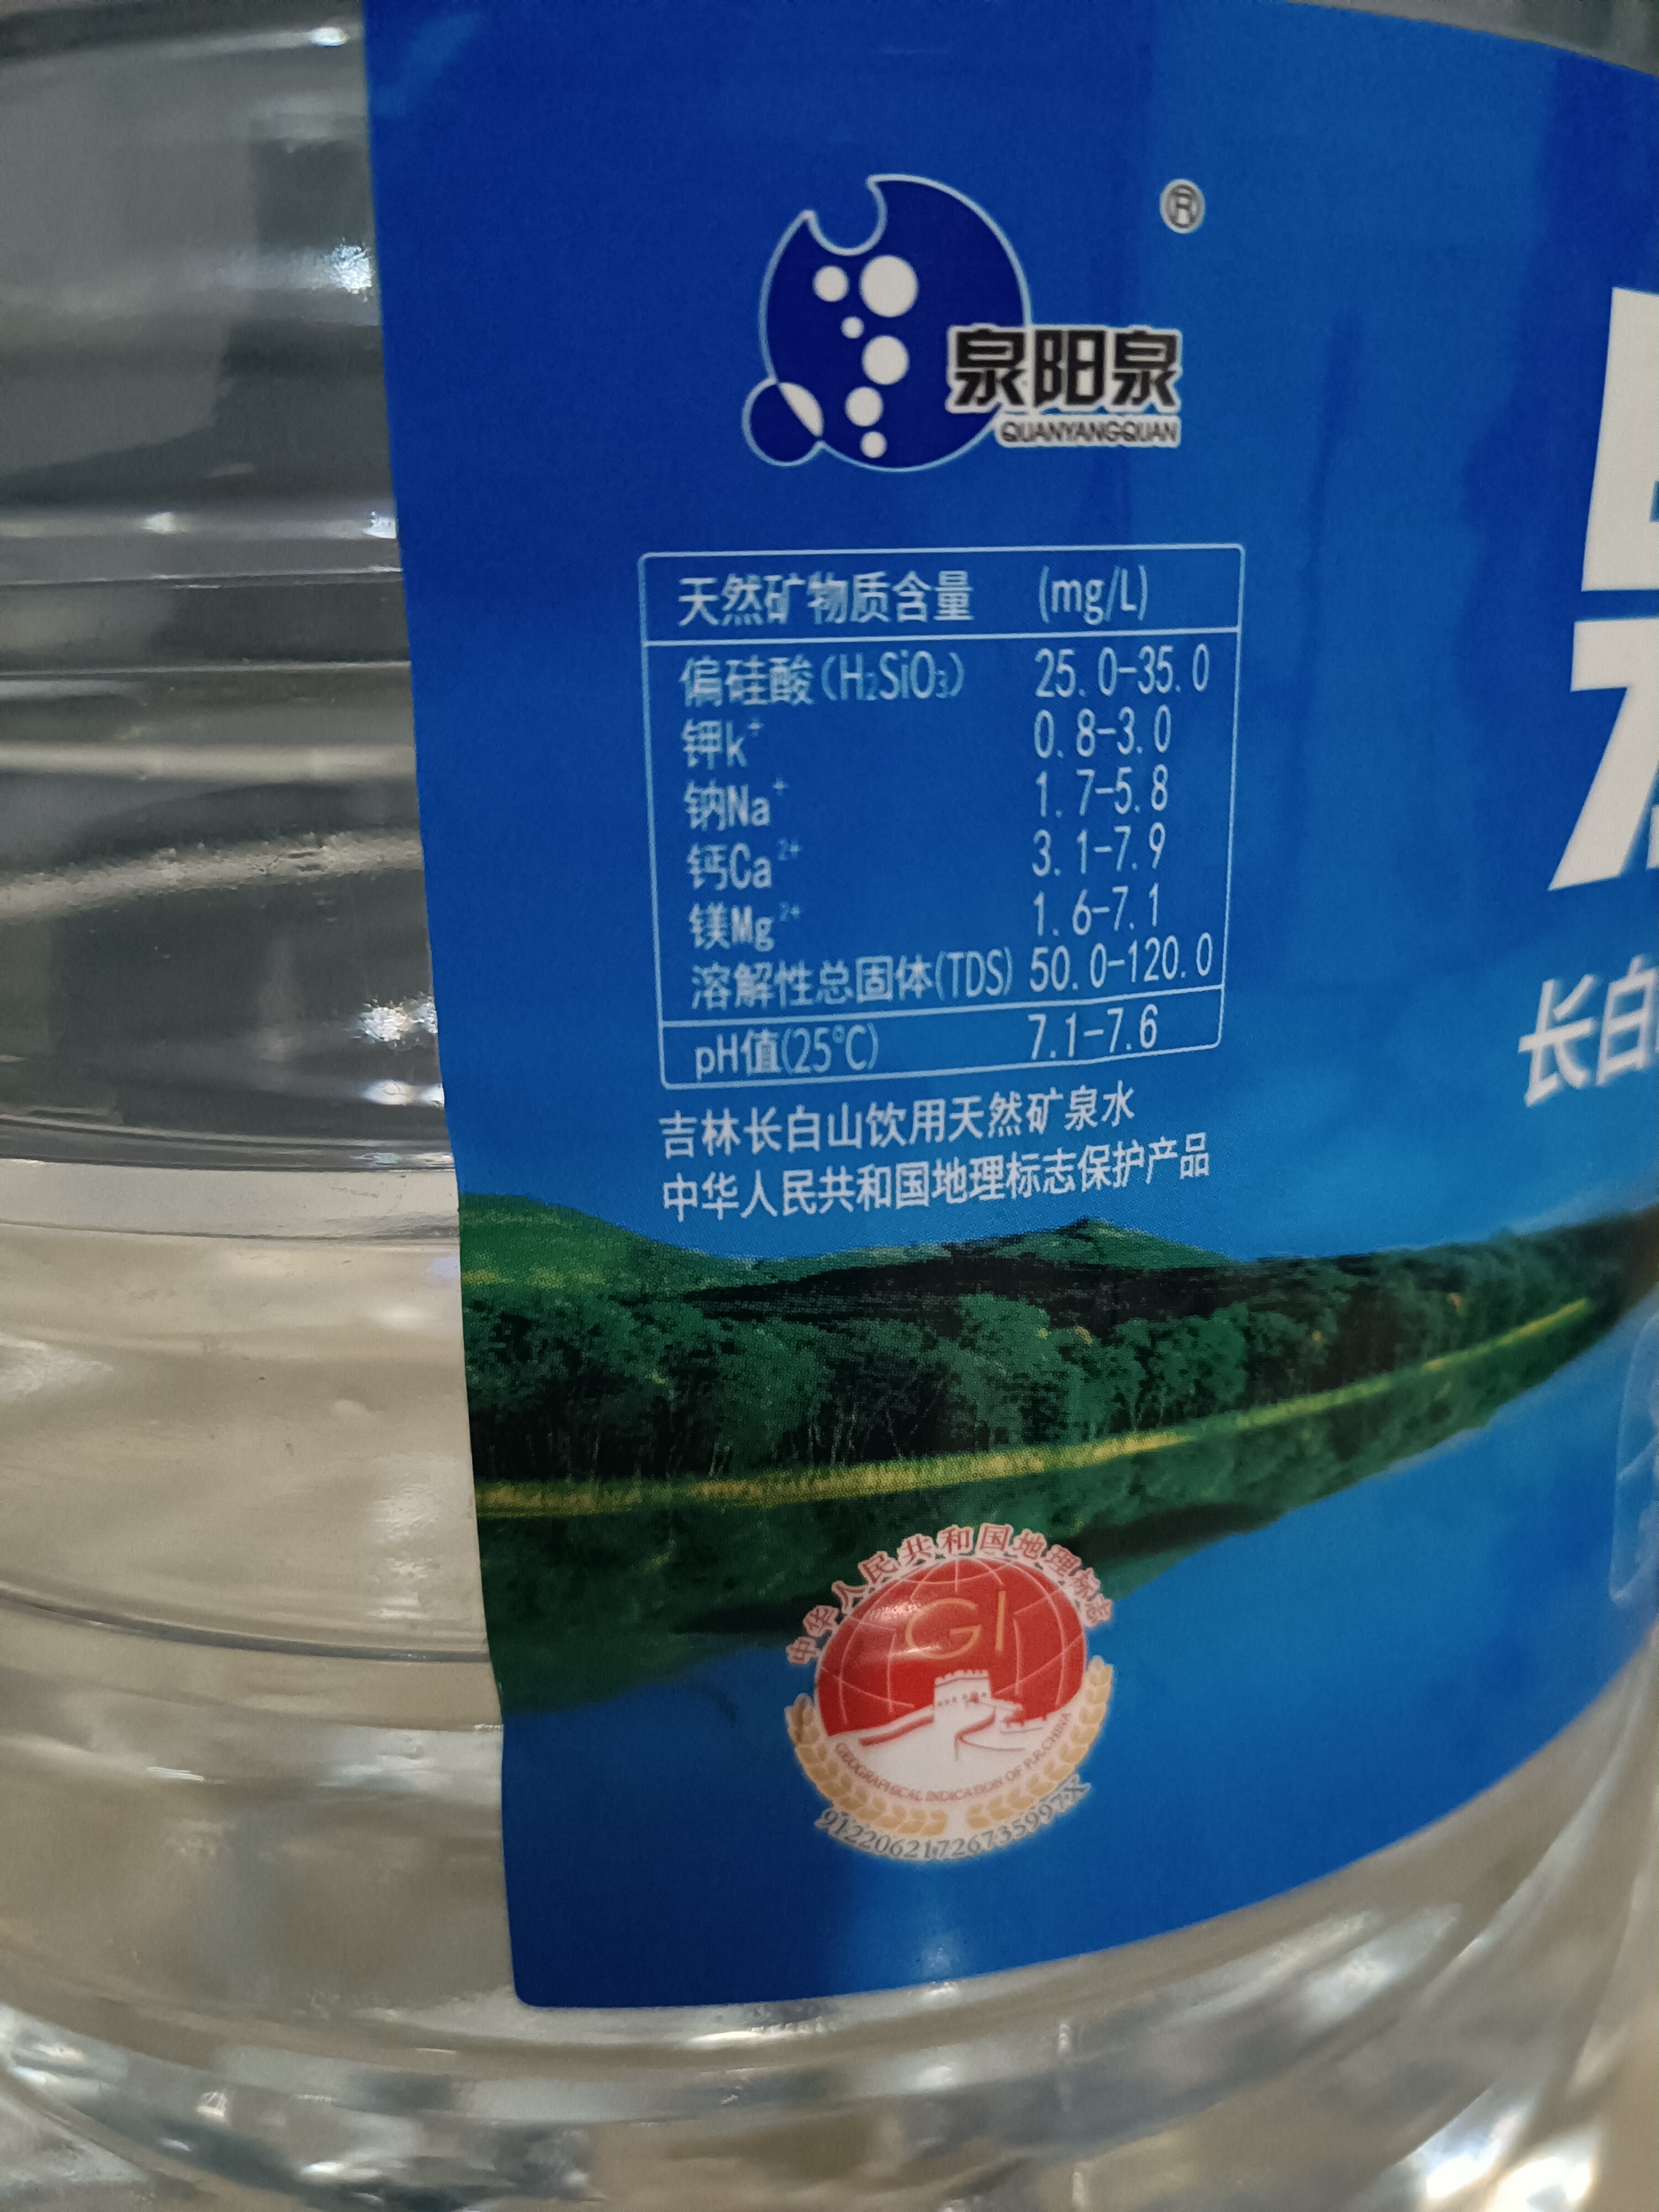 ®
泉阳泉
QUANYANGQUAN
天然矿物质含量 (mg/L)
偏硅酸(H₂SiO₃) 25.0-35.0
钾k⁺ 0.8-3.0
钠Na⁺ 1.7-5.8
钙Ca²⁺ 3.1-7.9
镁Mg²⁺ 1.6-7.1
溶解性总固体(TDS) 50.0-120.0
pH值(25℃) 7.1-7.6
吉林长白山饮用天然矿泉水
中华人民共和国地理标志保护产品
长白
中华人民共和国地理标志
GI
GEOGRAPHICAL INDICATION OF P.R.CHINA
91220621726735997X